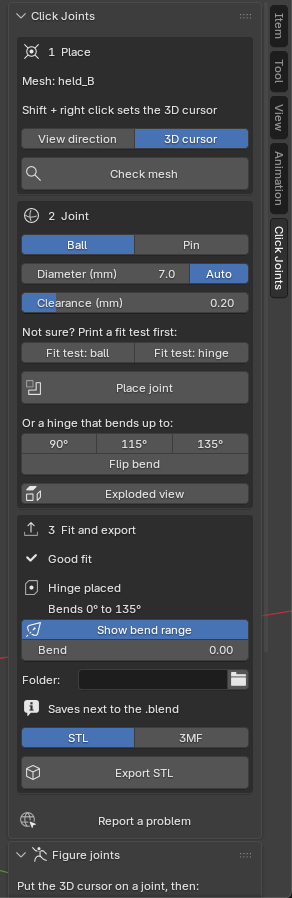 Click Joints
1 Place
Mesh: held_B
Shift + right click sets the 3D cursor
View direction 3D cursor
Check mesh
2 Joint
Ball Pin
Diameter (mm) 7.0 Auto
Clearance (mm) 0.20
Not sure? Print a fit test first:
Fit test: ball Fit test: hinge
Place joint
Or a hinge that bends up to:
90° 115° 135°
Flip bend
Exploded view
3 Fit and export
Good fit
Hinge placed
Bends 0° to 135°
Show bend range
Bend 0.00
Folder:
Saves next to the .blend
STL 3MF
Export STL
Report a problem
Figure joints
Put the 3D cursor on a joint, then:
Item
Tool
View
Animation
Click Joints